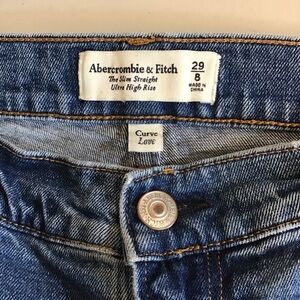 Abercrombie & Fitch
The Slim Straight
Ultra High Rise
29
8
MADE IN
CHINA
Curve
Love